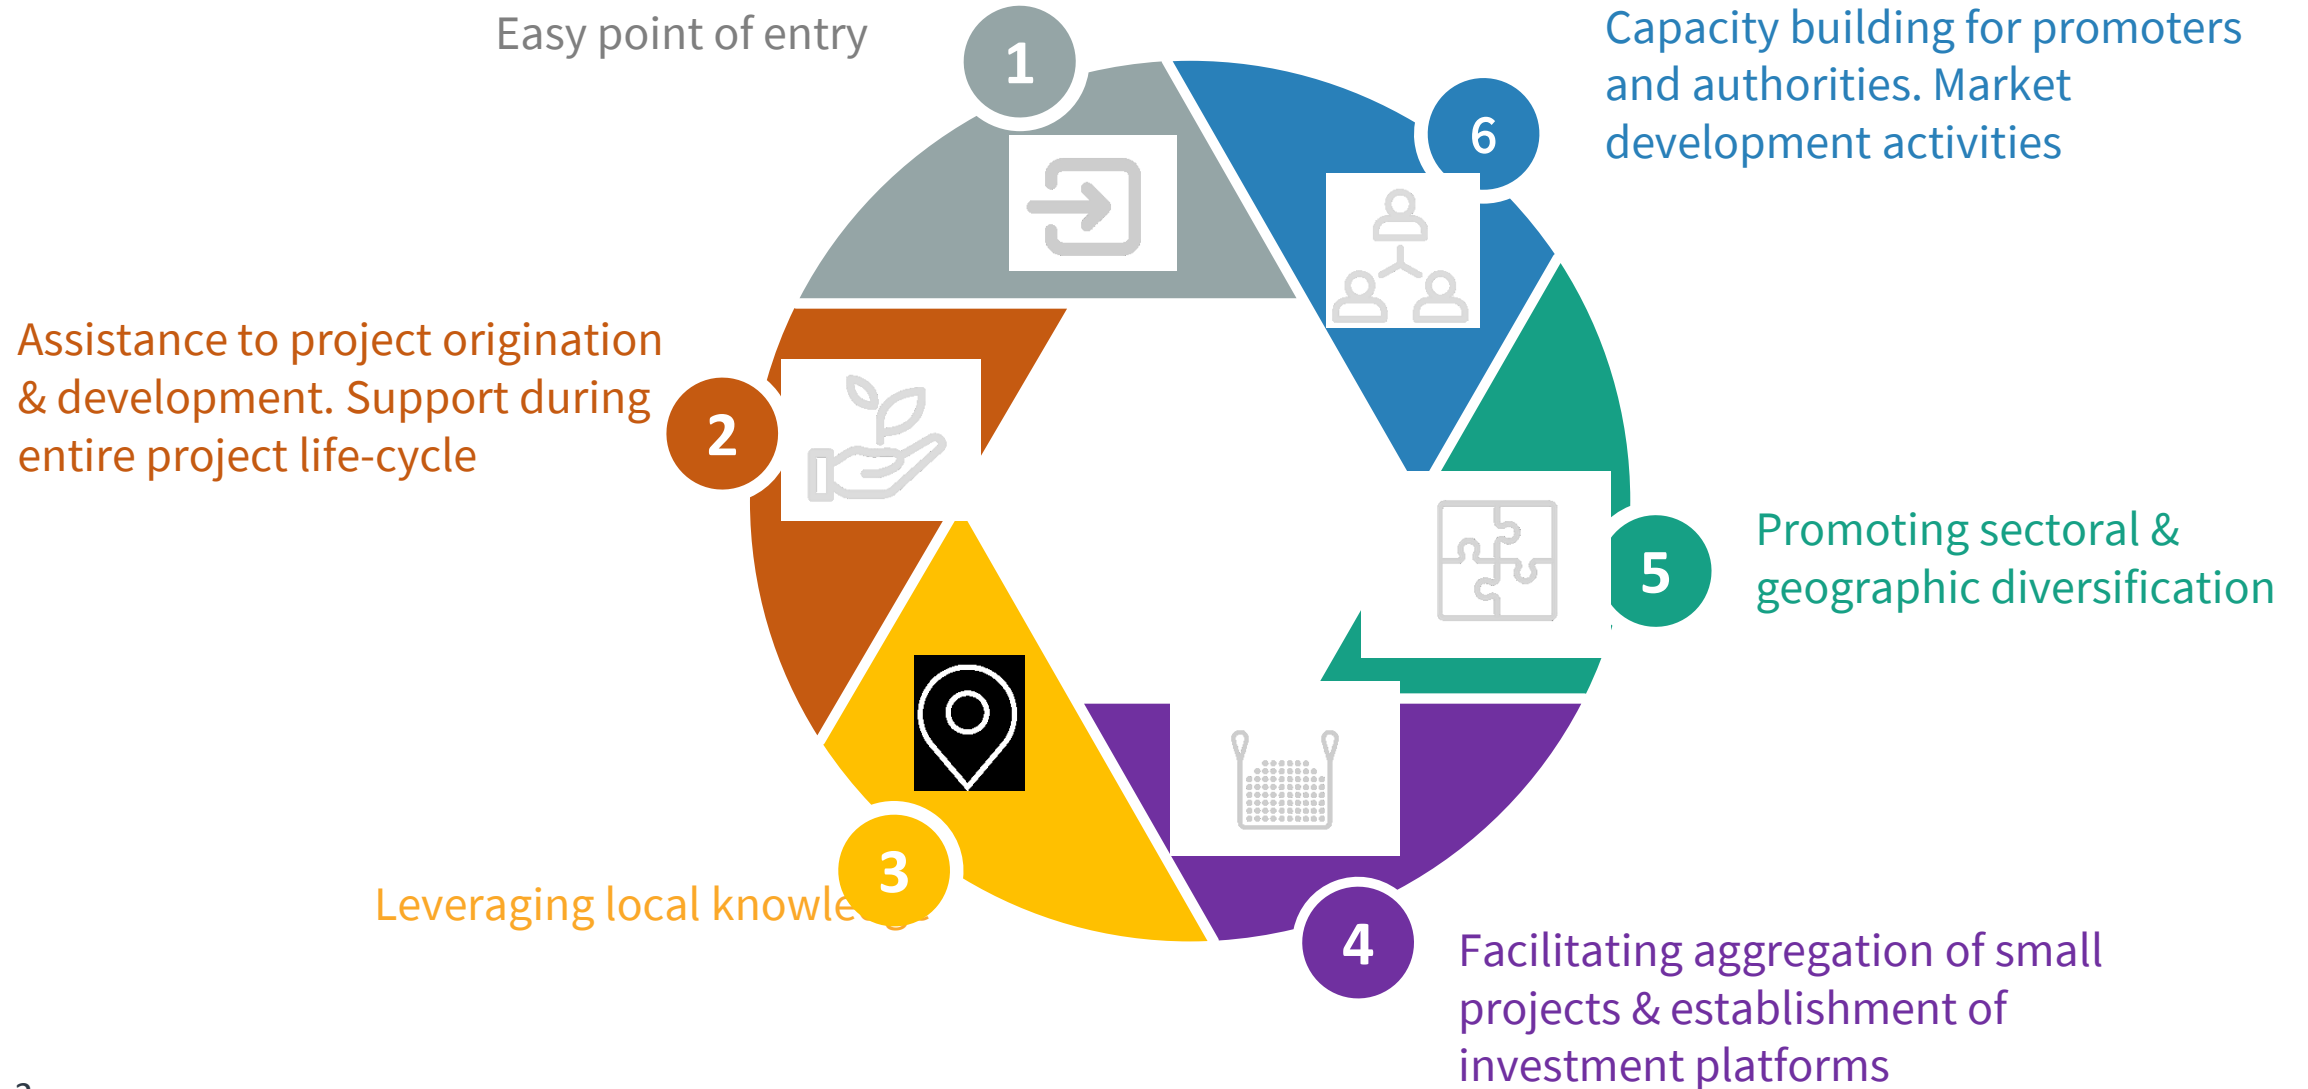 Easy point of entry
1
Capacity building for promoters
and authorities. Market
development activities
6
Assistance to project origination
& development. Support during
entire project life-cycle
2
Promoting sectoral &
geographic diversification
5
3
Leveraging local
4
Facilitating aggregation of small
projects & establishment of
investment platforms